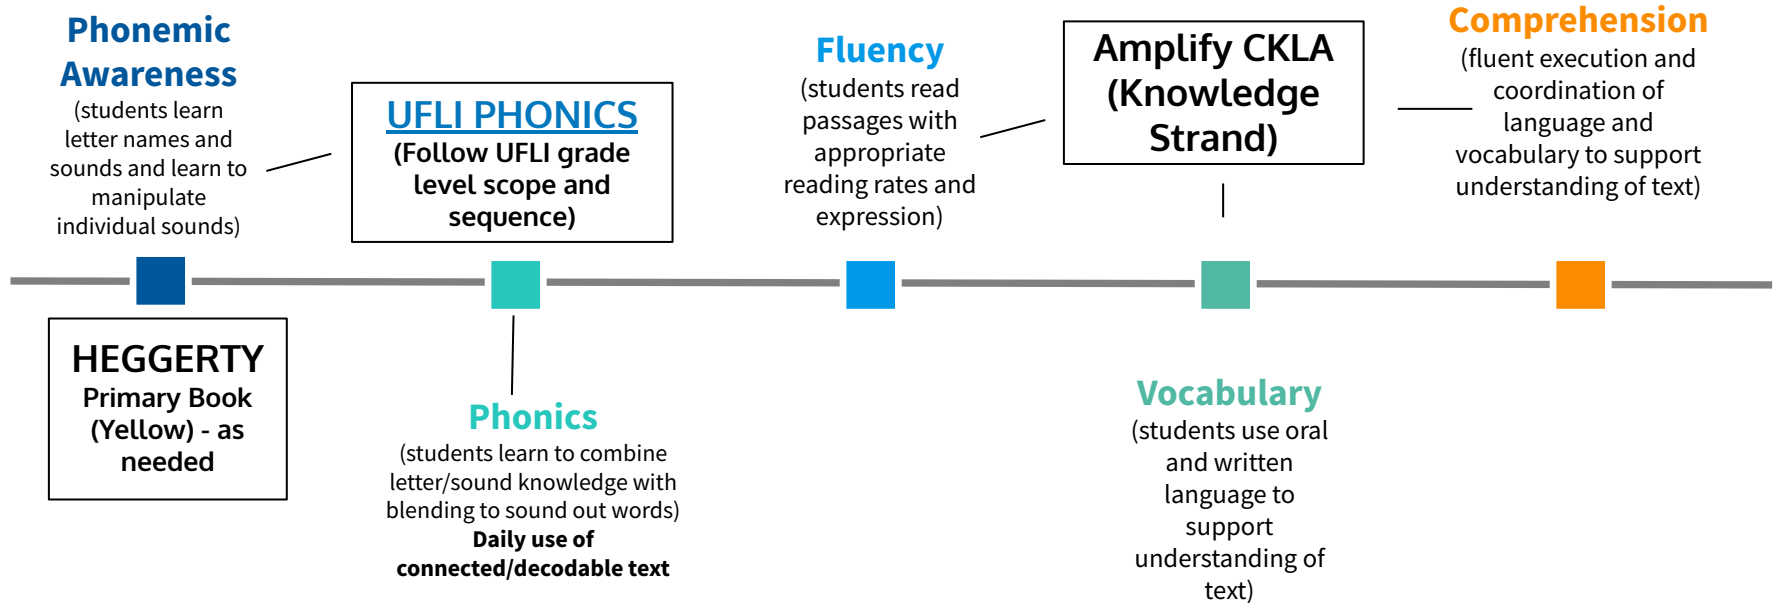 Phonemic
Awareness
(students learn
letter names and
sounds and learn to
manipulate
individual sounds)
HEGGERTY
Primary Book
(Yellow) - as
needed
UFLI PHONICS
(Follow UFLI grade
level scope and
sequence)
Phonics
(students learn to combine
letter/sound knowledge with
blending to sound out words)
Daily use of
connected/decodable text
Fluency
(students read
passages with
appropriate
reading rates and
expression)
Amplify CKLA
(Knowledge
Strand)
Vocabulary
(students use oral
and written
language to
support
understanding of
text)
Comprehension
(fluent execution and
coordination of
language and
vocabulary to support
understanding of text)